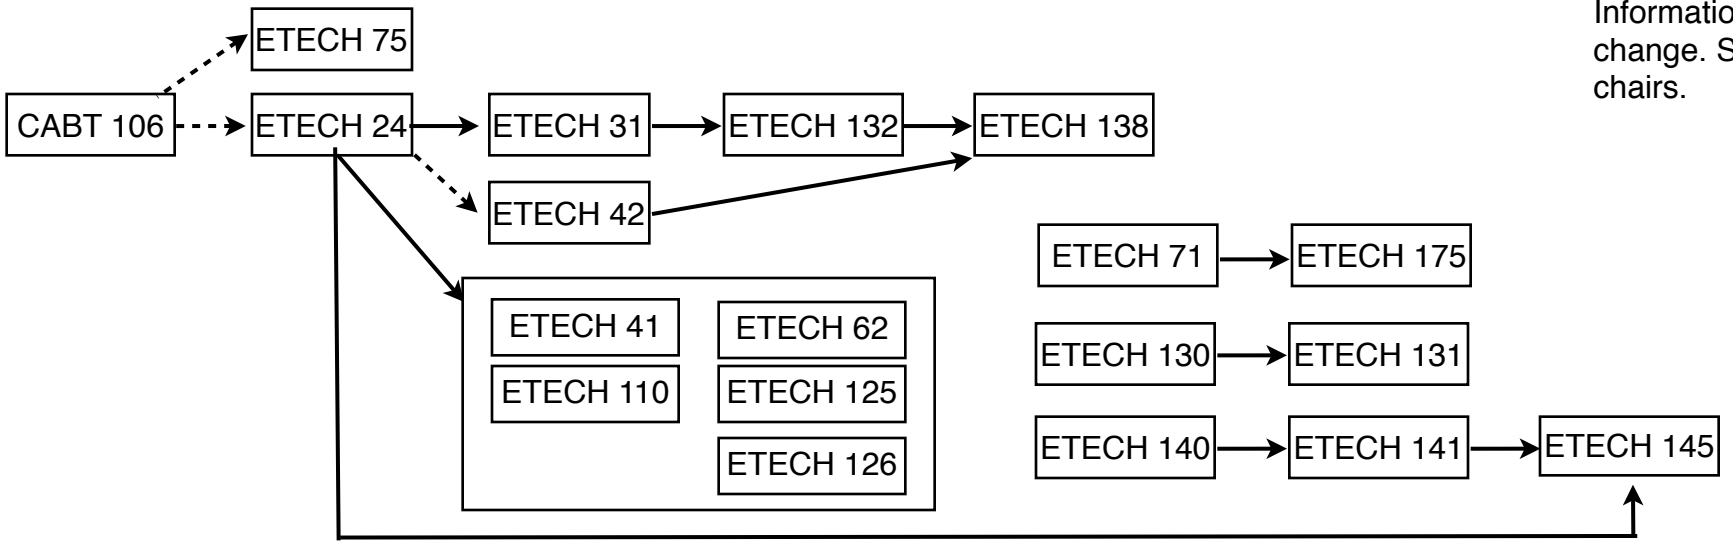 ETECH 75
CABT 106
ETECH 24
ETECH 31
ETECH 132
ETECH 138
ETECH 42
change. S
chairs.
ETECH 71
ETECH 175
ETECH 41
ETECH 62
ETECH 130
ETECH 131
ETECH 110
ETECH 125
ETECH 126
ETECH 140
ETECH 141
ETECH 145